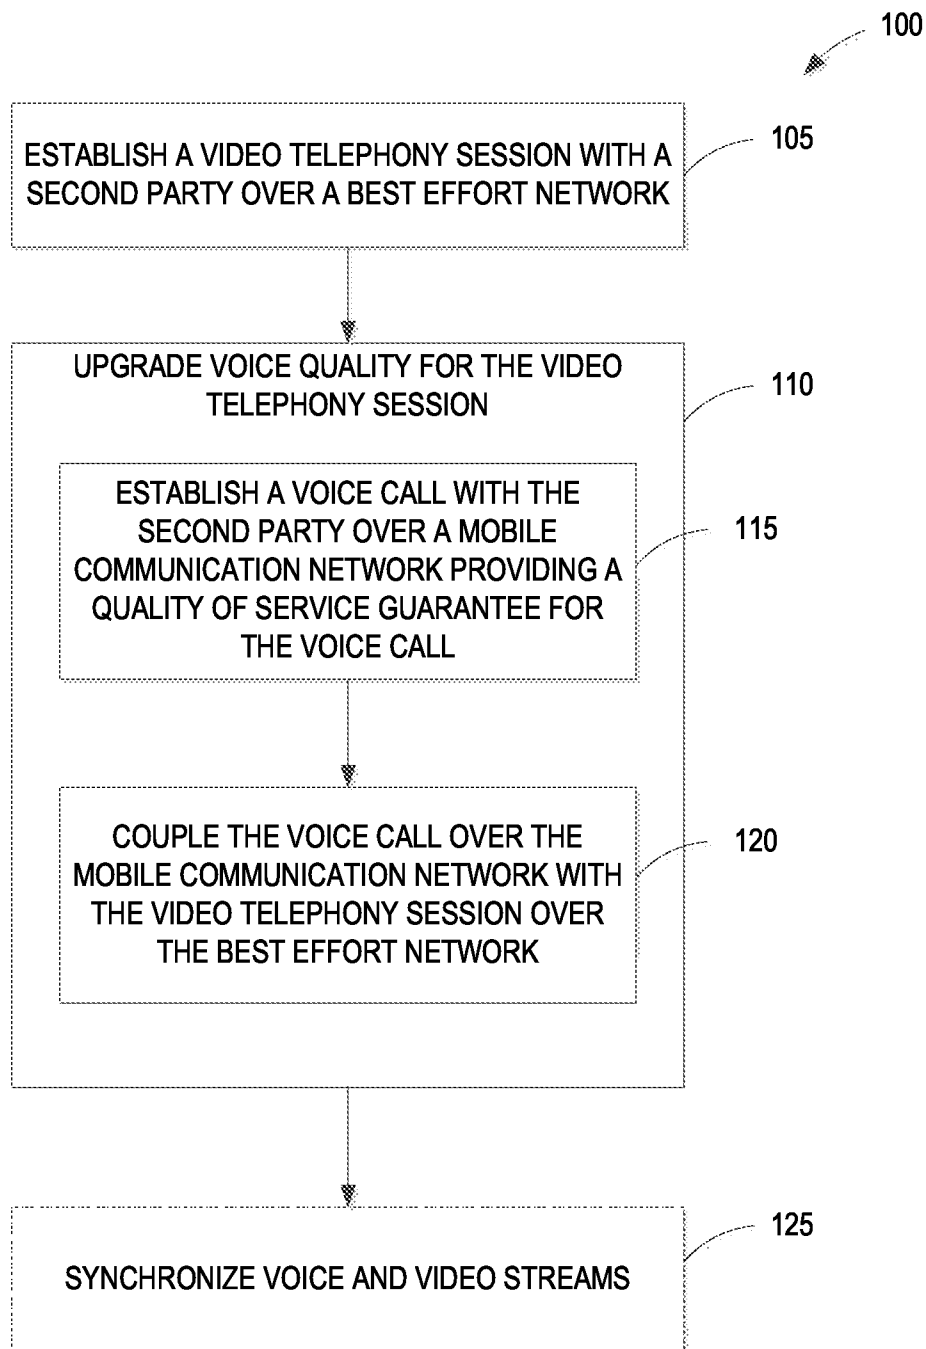 100
ESTABLISH A VIDEO TELEPHONY SESSION WITH A
SECOND PARTY OVER A BEST EFFORT NETWORK
105
UPGRADE VOICE QUALITY FOR THE VIDEO
TELEPHONY SESSION
110
ESTABLISH A VOICE CALL WITH THE
SECOND PARTY OVER A MOBILE
COMMUNICATION NETWORK PROVIDING A
QUALITY OF SERVICE GUARANTEE FOR
THE VOICE CALL
115
COUPLE THE VOICE CALL OVER THE
MOBILE COMMUNICATION NETWORK WITH
THE VIDEO TELEPHONY SESSION OVER
THE BEST EFFORT NETWORK
120
SYNCHRONIZE VOICE AND VIDEO STREAMS
125